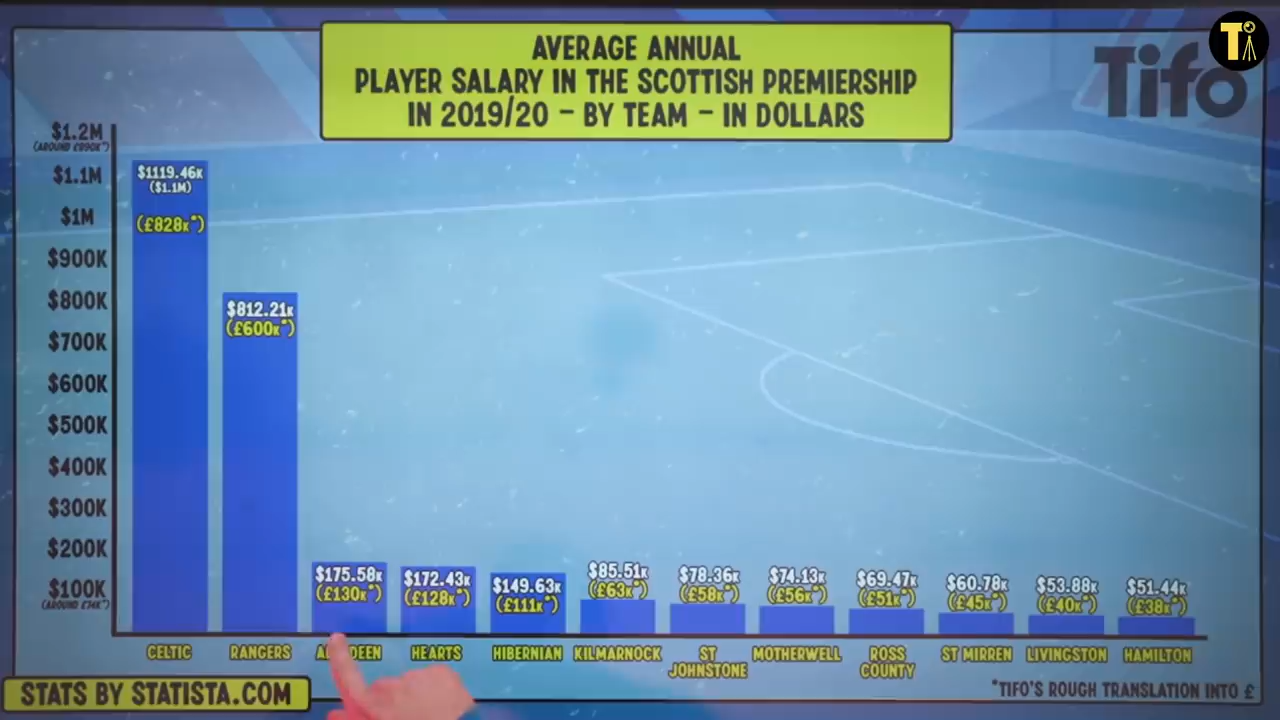 AVERAGE ANNUAL
PLAYER SALARY IN THE SCOTTISH PREMIERSHIP
IN 2019/20 – BY TEAM – IN DOLLARS
Tifo
T
$1.2M
(AROUND £890K*)
$1.1M
$1M
$900K
$800K
$700K
$600K
$500K
$400K
$300K
$200K
$100K
(AROUND £74K*)
$1119.46K
($1.1M)
(£828K*)
$812.21K
(£600K*)
$175.58K
(£130K*)
$172.43K
(£128K*)
$149.63K
(£111K*)
$85.51K
(£63K*)
$78.36K
(£58K*)
$74.13K
(£56K*)
$69.47K
(£51K*)
$60.78K
(£45K*)
$53.88K
(£40K*)
$51.44K
(£38K*)
CELTIC
RANGERS
ABERDEEN
HEARTS
HIBERNIAN
KILMARNOCK
ST
JOHNSTONE
MOTHERWELL
ROSS
COUNTY
ST MIRREN
LIVINGSTON
HAMILTON
STATS BY STATISTA.COM
*TIFO'S ROUGH TRANSLATION INTO £